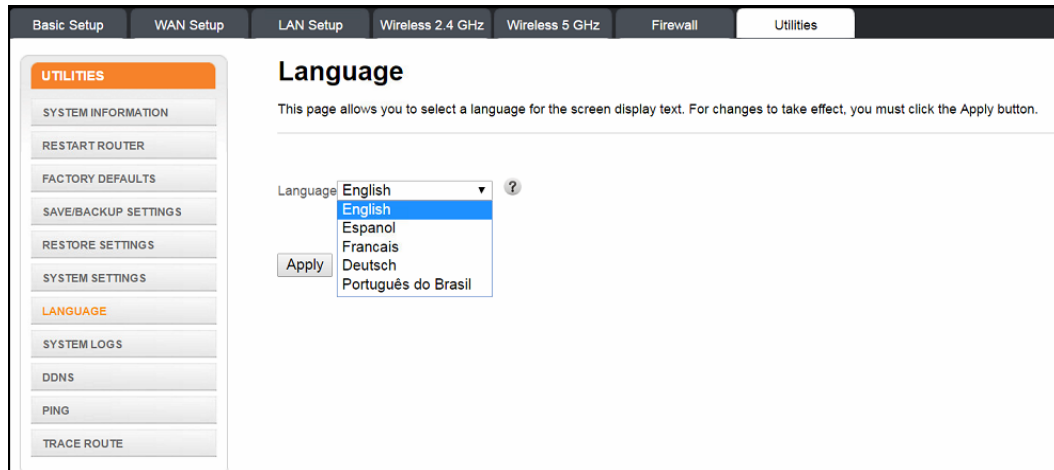 Basic Setup WAN Setup LAN Setup Wireless 2.4 GHz Wireless 5 GHz Firewall Utilities
UTILITIES
SYSTEM INFORMATION
RESTART ROUTER
FACTORY DEFAULTS
SAVE/BACKUP SETTINGS
RESTORE SETTINGS
SYSTEM SETTINGS
LANGUAGE
SYSTEM LOGS
DDNS
PING
TRACE ROUTE
Language
This page allows you to select a language for the screen display text. For changes to take effect, you must click the Apply button.
Language English ?
English
Espanol
Francais
Deutsch
Português do Brasil
Apply